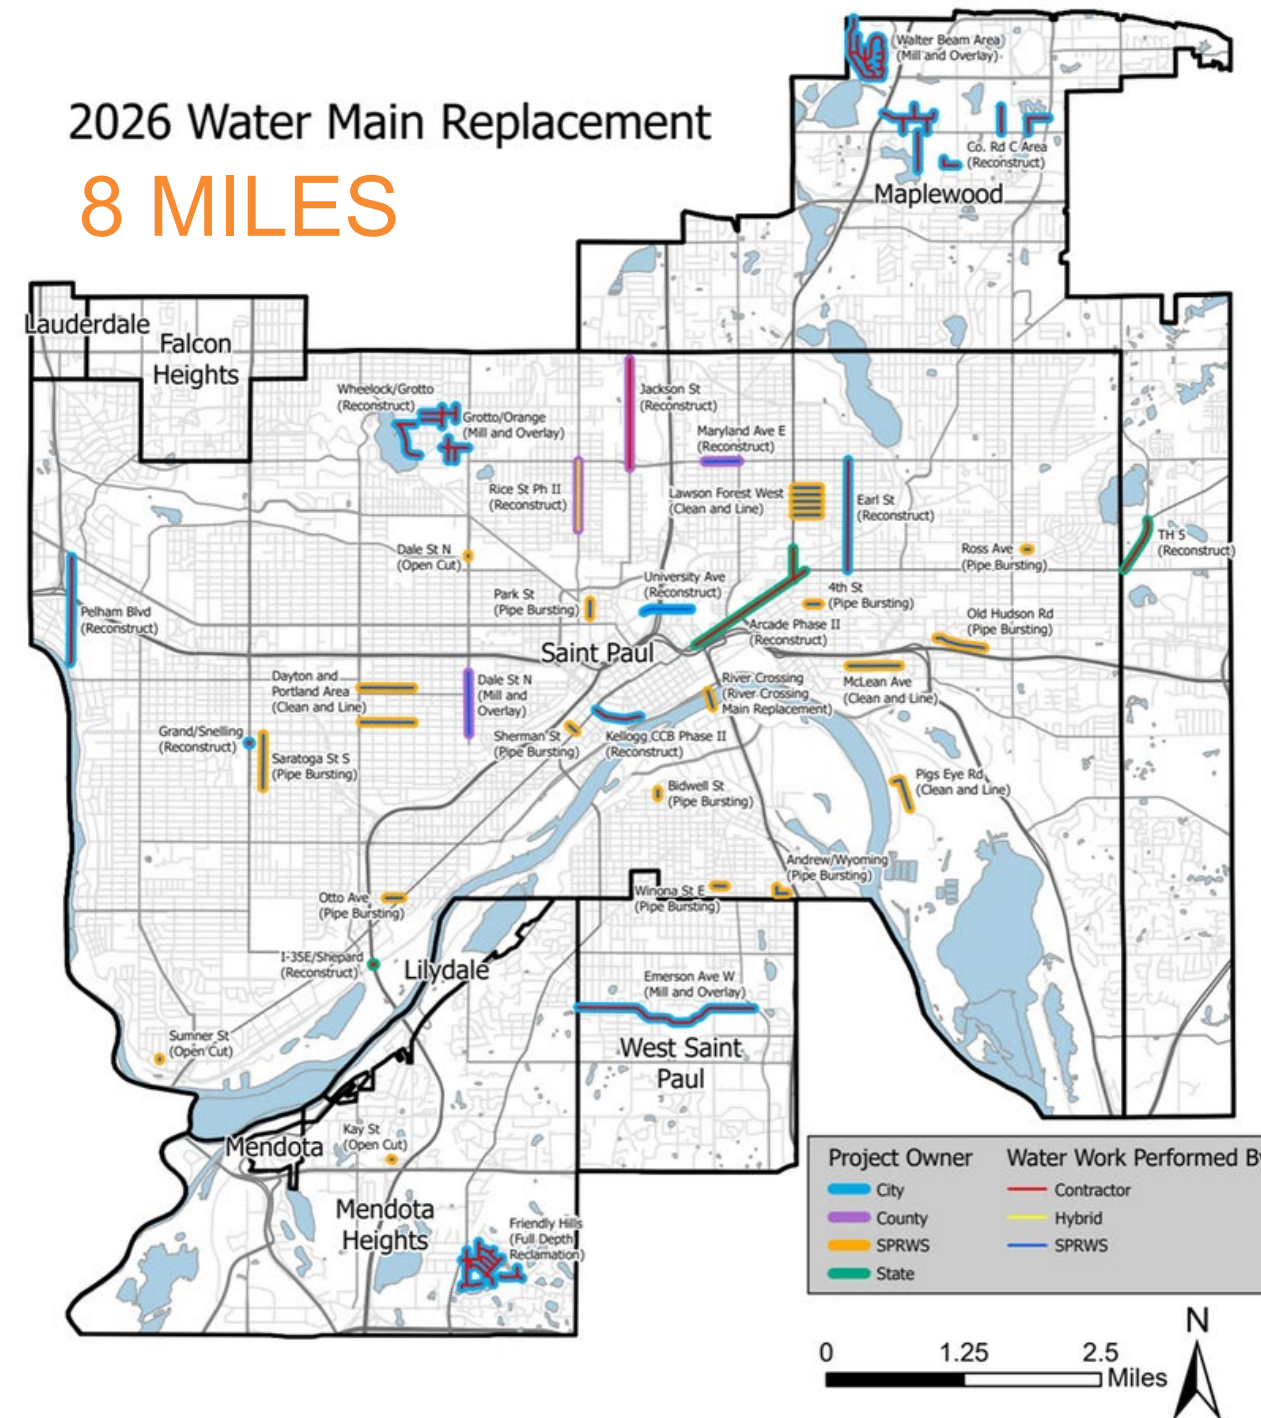 2026 Water Main Replacement
8 MILES
Walter Beam Area
(Mill and Overlay)
Co. Rd C Area
(Reconstruct)
Maplewood
Lauderdale
Falcon
Heights
Wheelock/Grotto
(Reconstruct)
Grotto/Orange
(Mill and Overlay)
Jackson St
(Reconstruct)
Maryland Ave E
(Reconstruct)
Rice St Ph II
(Reconstruct)
Lawson Forest West
(Clean and Line)
Earl St
(Reconstruct)
TH 5
(Reconstruct)
Dale St N
(Open Cut)
Ross Ave
(Pipe Bursting)
University Ave
(Reconstruct)
Park St
(Pipe Bursting)
4th St
(Pipe Bursting)
Old Hudson Rd
(Pipe Bursting)
Pelham Blvd
(Reconstruct)
Arcade Phase II
(Reconstruct)
Saint Paul
Dayton and
Portland Area
(Clean and Line)
Dale St N
(Mill and
Overlay)
River Crossing
(River Crossing
Main Replacement)
McLean Ave
(Clean and Line)
Grand/Snelling
(Reconstruct)
Sherman St
(Pipe Bursting)
Kellogg CCB Phase II
(Reconstruct)
Saratoga St S
(Pipe Bursting)
Bidwell St
(Pipe Bursting)
Pigs Eye Rd
(Clean and Line)
Andrew/Wyoming
(Pipe Bursting)
Otto Ave
(Pipe Bursting)
Winona St E
(Pipe Bursting)
I-35E/Shepard
(Reconstruct)
Lilydale
Emerson Ave W
(Mill and Overlay)
Sumner St
(Open Cut)
West Saint
Paul
Kay St
(Open Cut)
Mendota
Mendota
Heights
Friendly Hills
(Full Depth
Reclamation)
Project Owner
City
County
SPRWS
State
Water Work Performed By
Contractor
Hybrid
SPRWS
N
0 1.25 2.5
Miles